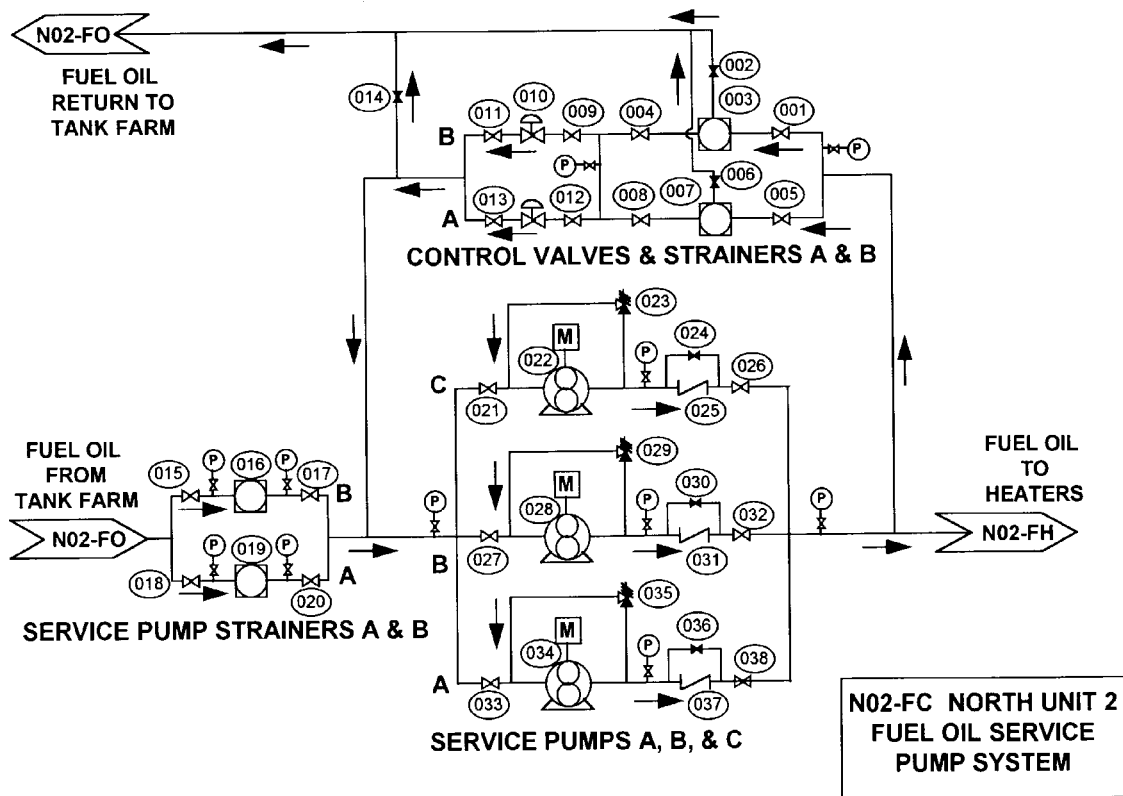 N02-FO
FUEL OIL
RETURN TO
TANK FARM
014
011
010
009
004
002
003
001
B
P
P
006
013
012
008
007
005
A
CONTROL VALVES & STRAINERS A & B
023
M
024
022
P
026
C
021
025
FUEL OIL
FROM
TANK FARM
N02-FO
015
P
016
P
017
B
018
P
019
P
020
A
SERVICE PUMP STRAINERS A & B
P
029
M
030
028
P
032
B
027
031
P
FUEL OIL
TO
HEATERS
N02-FH
035
M
036
034
P
038
A
033
037
SERVICE PUMPS A, B, & C
N02-FC NORTH UNIT 2
FUEL OIL SERVICE
PUMP SYSTEM